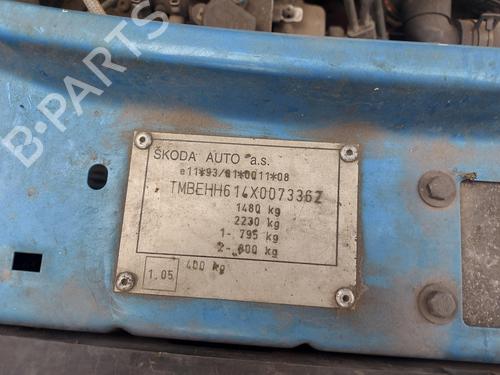 B-PARTS
ŠKODA AUTO a.s.
e11*93/81*0011*08
TMBEHH614X0073367
1480 kg
2230 kg
1- 795 kg
2- 800 kg
1.05 400 kg